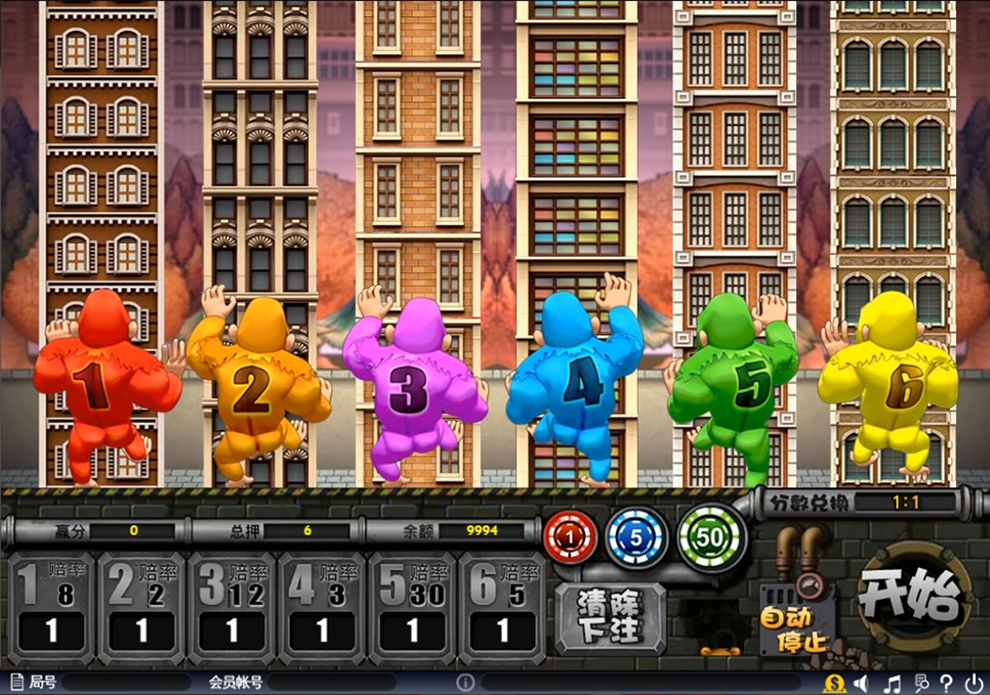 1 2 3 4 5 6
分数兑换 1:1
赢分 0 总押 6 余额 9994
1 5 50
1 赔率 8 2 赔率 2 3 赔率 12 4 赔率 3 5 赔率 30 6 赔率 5
1 1 1 1 1 1
清除
下注
自动
停止
开始
局号 会员帐号